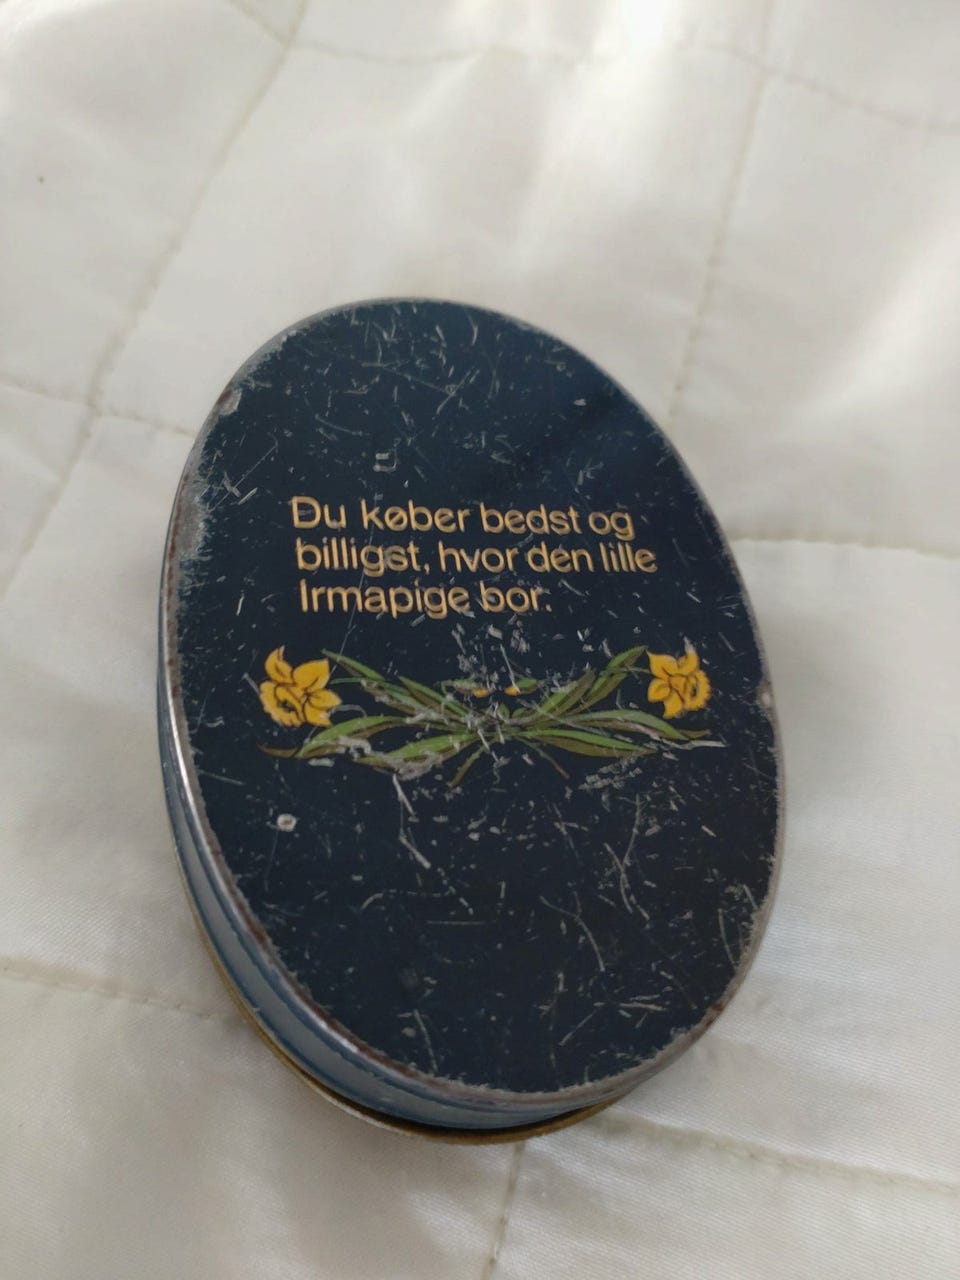 Du køber bedst og
billigst, hvor den lille
Irmapige bor.